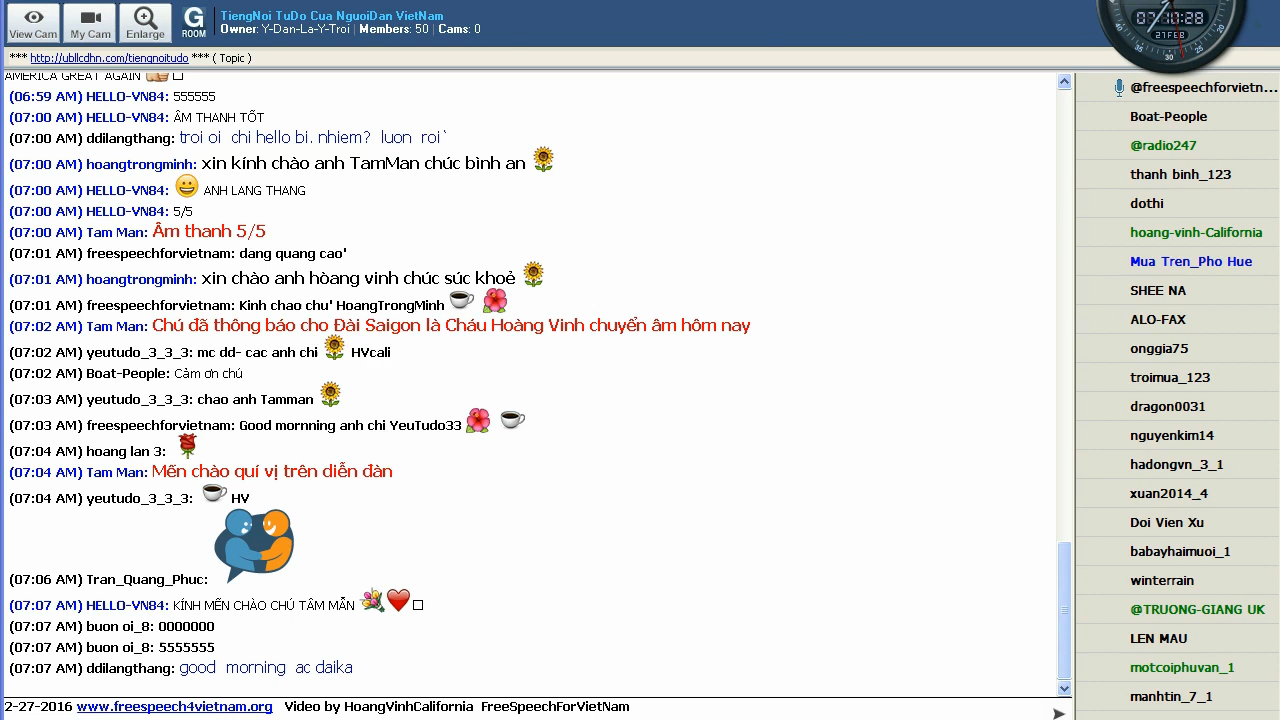 View Cam
My Cam
Enlarge
G
ROOM
TiengNoi TuDo Cua NguoiDan VietNam
Owner: Y-Dan-La-Y-Troi | Members: 50 | Cams: 0
07:10:28
27FEB
*** http://ubllcdhn.com/tiengnoitudo *** ( Topic )
AMERICA GREAT AGAIN
(06:59 AM) HELLO-VN84: 555555
(07:00 AM) HELLO-VN84: ÂM THANH TỐT
(07:00 AM) ddilangthang: troi oi chi hello bi. nhiem? luon roi`
(07:00 AM) hoangtrongminh: xin kính chào anh TamMan chúc bình an
(07:00 AM) HELLO-VN84: ANH LANG THANG
(07:00 AM) HELLO-VN84: 5/5
(07:00 AM) Tam Man: Âm thanh 5/5
(07:01 AM) freespeechforvietnam: dang quang cao'
(07:01 AM) hoangtrongminh: xin chào anh hòang vinh chúc súc khoẻ
(07:01 AM) freespeechforvietnam: Kinh chao chu' HoangTrongMinh
(07:02 AM) Tam Man: Chú đã thông báo cho Đài Saigon là Cháu Hoàng Vinh chuyển âm hôm nay
(07:02 AM) yeutudo_3_3_3: mc dd- cac anh chi HVcali
(07:02 AM) Boat-People: Cảm ơn chú
(07:03 AM) yeutudo_3_3_3: chao anh Tamman
(07:03 AM) freespeechforvietnam: Good mornning anh chi YeuTudo33
(07:04 AM) hoang lan 3:
(07:04 AM) Tam Man: Mến chào quí vị trên diễn đàn
(07:04 AM) yeutudo_3_3_3: HV
(07:06 AM) Tran_Quang_Phuc:
(07:07 AM) HELLO-VN84: KÍNH MẾN CHÀO CHÚ TÂM MẪN
(07:07 AM) buon oi_8: 0000000
(07:07 AM) buon oi_8: 5555555
(07:07 AM) ddilangthang: good morning ac daika
@freespeechforvietn...
Boat-People
@radio247
thanh binh_123
dothi
hoang-vinh-California
Mua Tren_Pho Hue
SHEE NA
ALO-FAX
onggia75
troimua_123
dragon0031
nguyenkim14
hadongvn_3_1
xuan2014_4
Doi Vien Xu
babayhaimuoi_1
winterrain
@TRUONG-GIANG UK
LEN MAU
motcoiphuvan_1
manhtin_7_1
2-27-2016 www.freespeech4vietnam.org Video by HoangVinhCalifornia FreeSpeechForVietNam